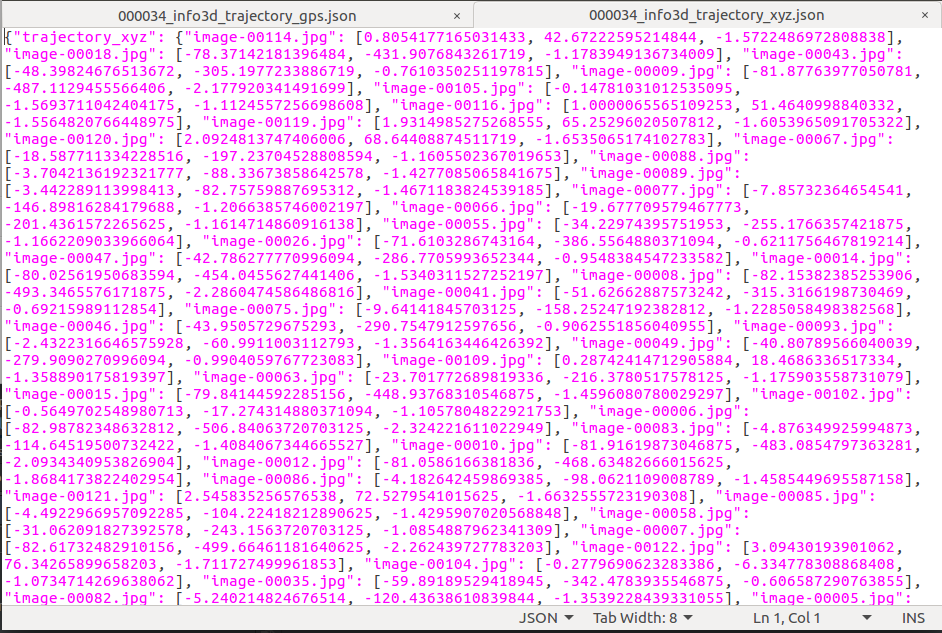 000034_info3d_trajectory_gps.json × 000034_info3d_trajectory_xyz.json ×
{"trajectory_xyz": {"image-00114.jpg": [0.8054177165031433, 42.67222595214844, -1.5722486972808838],
"image-00018.jpg": [-78.37142181396484, -431.9076843261719, -1.1783949136734009], "image-00043.jpg":
[-48.39824676513672, -305.1977233886719, -0.7610350251197815], "image-00009.jpg": [-81.87763977050781,
-487.1129455566406, -2.177920341491699], "image-00105.jpg": [-0.14781031012535095,
-1.5693711042404175, -1.1124557256698608], "image-00116.jpg": [1.0000065565109253, 51.4640998840332,
-1.5564820766448975], "image-00119.jpg": [1.9314985275268555, 65.25296020507812, -1.6053965091705322],
"image-00120.jpg": [2.0924813747406006, 68.64408874511719, -1.6535065174102783], "image-00067.jpg":
[-18.587711334228516, -197.23704528808594, -1.1605502367019653], "image-00088.jpg":
[-3.7042136192321777, -88.33673858642578, -1.4277085065841675], "image-00089.jpg":
[-3.442289113998413, -82.75759887695312, -1.4671183824539185], "image-00077.jpg": [-7.85732364654541,
-146.89816284179688, -1.2066385746002197], "image-00066.jpg": [-19.677709579467773,
-201.4361572265625, -1.1614714860916138], "image-00055.jpg": [-34.22974395751953, -255.1766357421875,
-1.1662209033966064], "image-00026.jpg": [-71.6103286743164, -386.5564880371094, -0.6211756467819214],
"image-00047.jpg": [-42.786277770996094, -286.7705993652344, -0.9548384547233582], "image-00014.jpg":
[-80.02561950683594, -454.0455627441406, -1.5340311527252197], "image-00008.jpg": [-82.15382385253906,
-493.3465576171875, -2.2860474586486816], "image-00041.jpg": [-51.62662887573242, -315.3166198730469,
-0.69215989112854], "image-00075.jpg": [-9.64141845703125, -158.25247192382812, -1.2285058498382568],
"image-00046.jpg": [-43.9505729675293, -290.7547912597656, -0.9062551856040955], "image-00093.jpg":
[-2.4322316646575928, -60.9911003112793, -1.3564163446426392], "image-00049.jpg": [-40.80789566040039,
-279.9090270996094, -0.9904059767723083], "image-00109.jpg": [0.28742414712905884, 18.4686336517334,
-1.358890175819397], "image-00063.jpg": [-23.701772689819336, -216.3780517578125, -1.175903558731079],
"image-00015.jpg": [-79.84144592285156, -448.93768310546875, -1.4596080780029297], "image-00102.jpg":
[-0.5649702548980713, -17.274314880371094, -1.1057804822921753], "image-00006.jpg":
[-82.98782348632812, -506.84063720703125, -2.324221611022949], "image-00083.jpg": [-4.876349925994873,
-114.64519500732422, -1.4084067344665527], "image-00010.jpg": [-81.91619873046875, -483.0854797363281,
-2.0934340953826904], "image-00012.jpg": [-81.0586166381836, -468.63482666015625,
-1.8684173822402954], "image-00086.jpg": [-4.182642459869385, -98.0621109008789, -1.4585449695587158],
"image-00121.jpg": [2.545835256576538, 72.5279541015625, -1.6632555723190308], "image-00085.jpg":
[-4.4922966957092285, -104.22418212890625, -1.4295907020568848], "image-00058.jpg":
[-31.062091827392578, -243.1563720703125, -1.0854887962341309], "image-00007.jpg":
[-82.61732482910156, -499.66461181640625, -2.262439727783203], "image-00122.jpg": [3.09430193901062,
76.34265899658203, -1.711727499961853], "image-00104.jpg": [-0.2779690623283386, -6.334778308868408,
-1.0734714269638062], "image-00035.jpg": [-59.89189529418945, -342.4783935546875, -0.606587290763855],
"image-00082.jpg": [-5.240214824676514, -120.43638610839844, -1.3539228439331055], "image-00005.jpg":
JSON Tab Width: 8 Ln 1, Col 1 INS